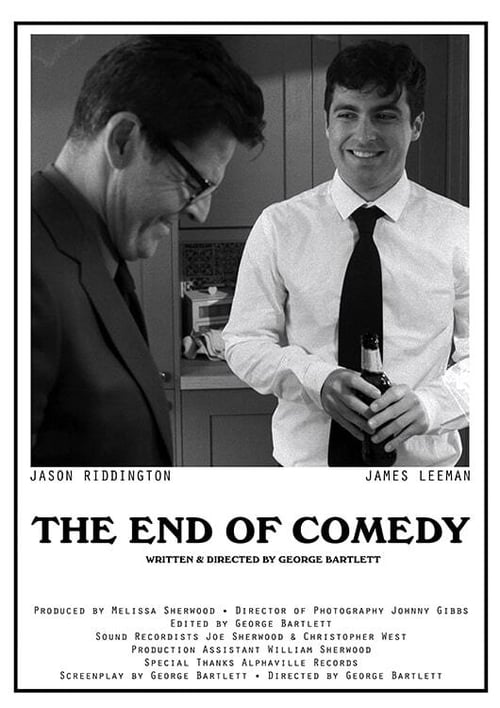 JASON RIDDINGTON JAMES LEEMAN
THE END OF COMEDY
WRITTEN & DIRECTED BY GEORGE BARTLETT
PRODUCED BY MELISSA SHERWOOD • DIRECTOR OF PHOTOGRAPHY JOHNNY GIBBS
EDITED BY GEORGE BARTLETT
SOUND RECORDISTS JOE SHERWOOD & CHRISTOPHER WEST
PRODUCTION ASSISTANT WILLIAM SHERWOOD
SPECIAL THANKS ALPHAVILLE RECORDS
SCREENPLAY BY GEORGE BARTLETT • DIRECTED BY GEORGE BARTLETT